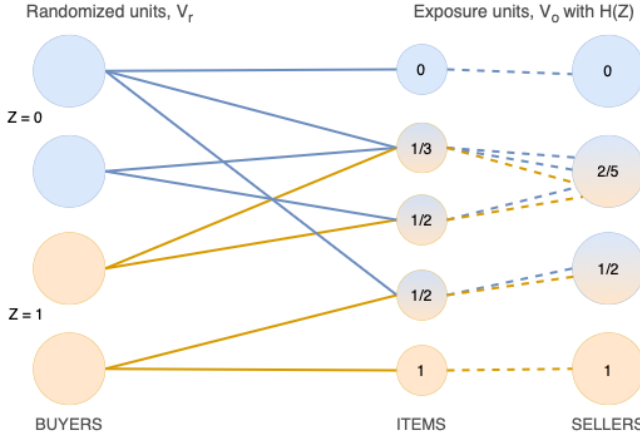 Randomized units, Vr
Exposure units, Vo with H(Z)
0
0
Z = 0
1/3
2/5
1/2
1/2
1/2
Z = 1
1
1
BUYERS
ITEMS
SELLERS